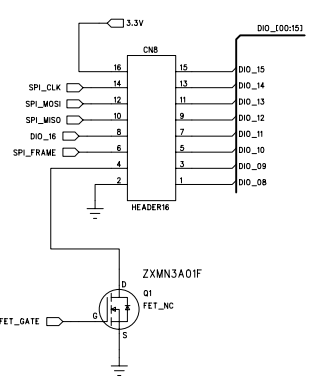 3.3V
DIO_[00:15]
CN8
16 15 DIO_15
SPI_CLK 14 13 DIO_14
SPI_MOSI 12 11 DIO_13
SPI_MISO 10 9 DIO_12
DIO_16 8 7 DIO_11
SPI_FRAME 6 5 DIO_10
4 3 DIO_09
2 1 DIO_08
HEADER16
ZXMN3A01F
D
Q1
FET_NC
G
FET_GATE
S